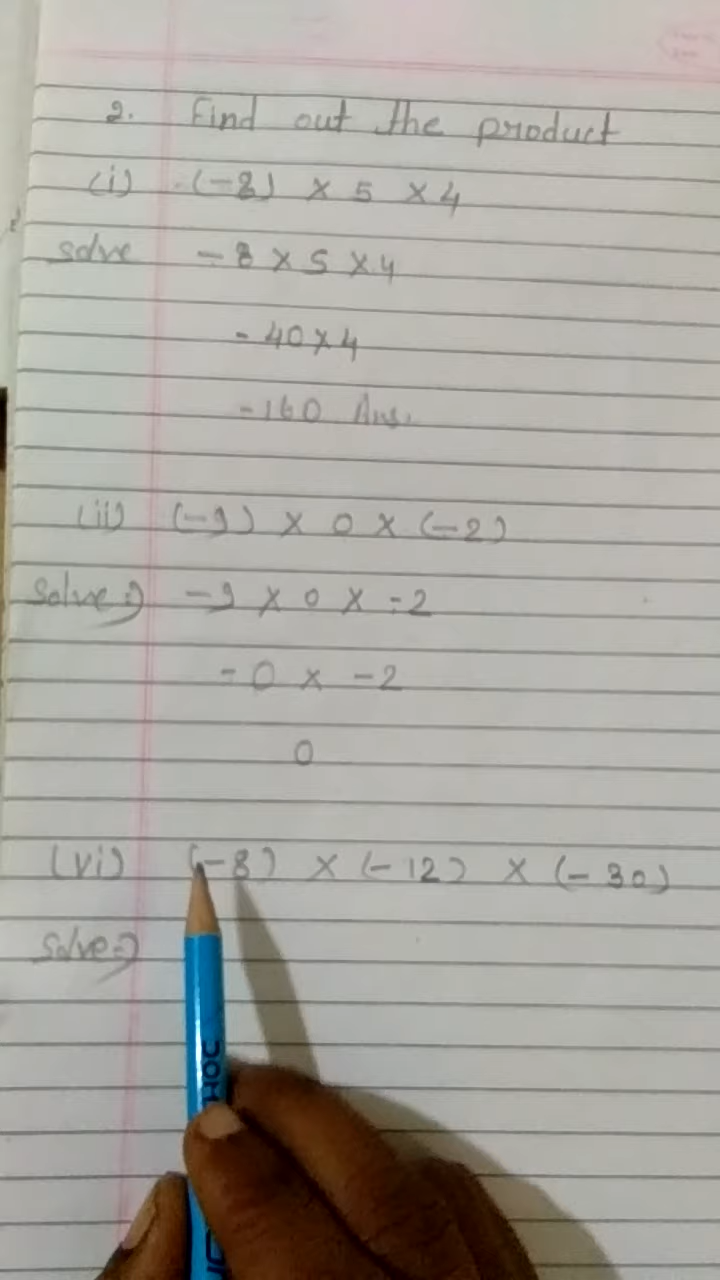 2. Find out the product
(i) (-8) × 5 × 4
solve - 8 × 5 × 4
- 40 × 4
-160 Ans.
(ii) (-9) × 0 × (-2)
Solve⇒ -9 × 0 × -2
- 0 × -2
0
(vi) (-8) × (-12) × (-30)
Solve⇒